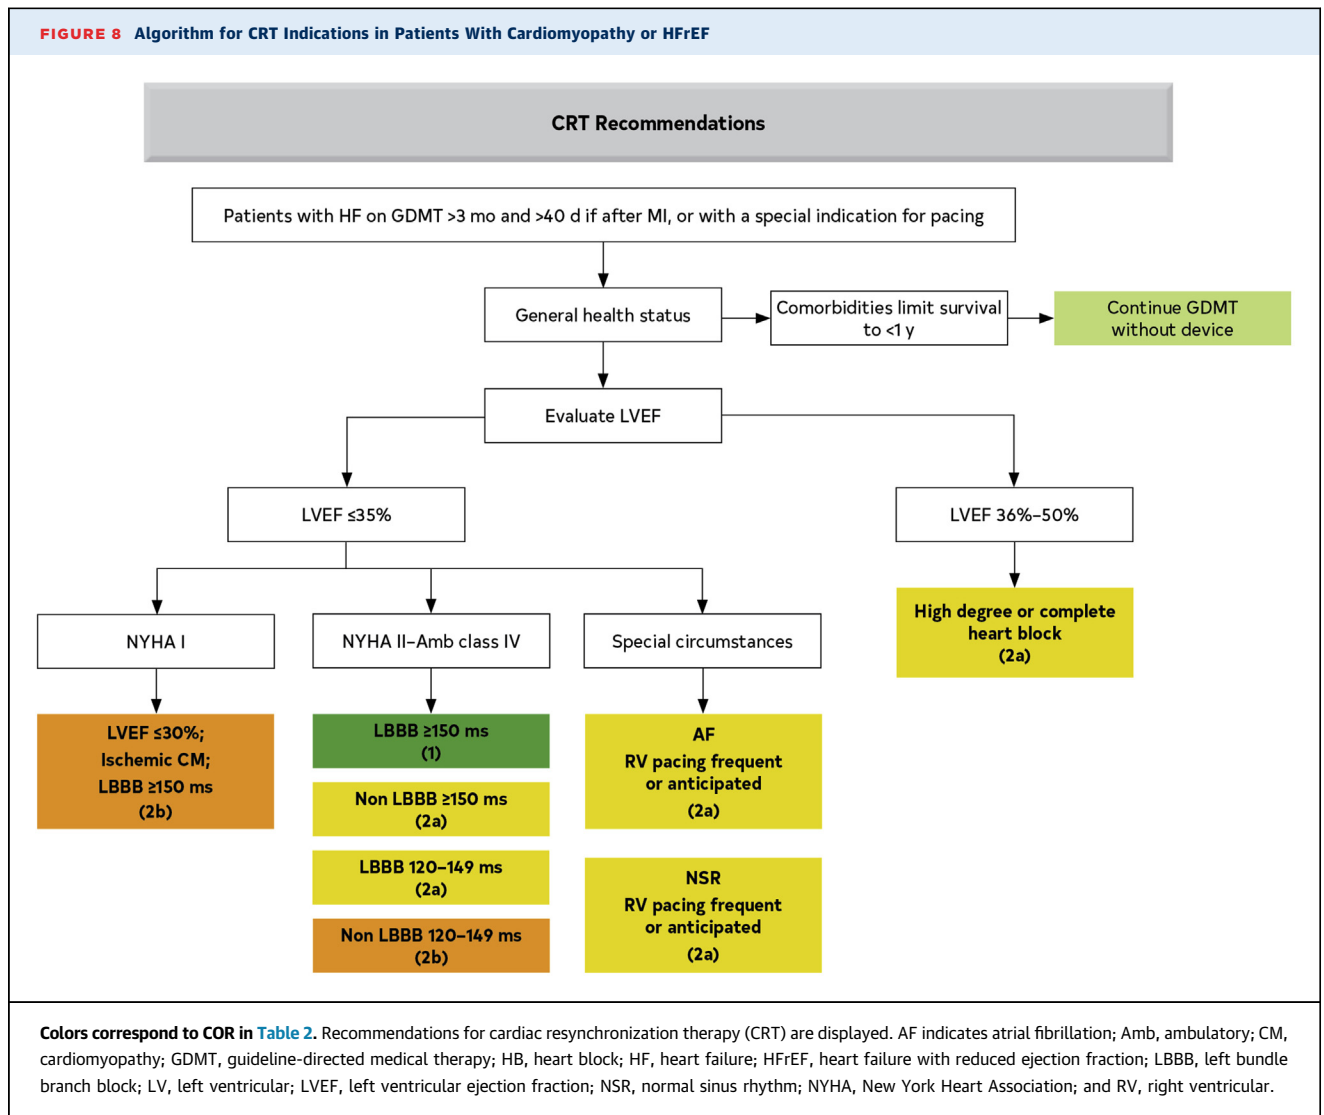 FIGURE 8 Algorithm for CRT Indications in Patients With Cardiomyopathy or HFrEF
CRT Recommendations
Patients with HF on GDMT >3 mo and >40 d if after MI, or with a special indication for pacing
General health status
Comorbidities limit survival
to <1 y
Continue GDMT
without device
Evaluate LVEF
LVEF ≤35%
LVEF 36%–50%
NYHA I
NYHA II–Amb class IV
Special circumstances
High degree or complete
heart block
(2a)
LVEF ≤30%;
Ischemic CM;
LBBB ≥150 ms
(2b)
LBBB ≥150 ms
(1)
Non LBBB ≥150 ms
(2a)
LBBB 120–149 ms
(2a)
Non LBBB 120–149 ms
(2b)
AF
RV pacing frequent
or anticipated
(2a)
NSR
RV pacing frequent
or anticipated
(2a)
Colors correspond to COR in Table 2. Recommendations for cardiac resynchronization therapy (CRT) are displayed. AF indicates atrial fibrillation; Amb, ambulatory; CM,
cardiomyopathy; GDMT, guideline-directed medical therapy; HB, heart block; HF, heart failure; HFrEF, heart failure with reduced ejection fraction; LBBB, left bundle
branch block; LV, left ventricular; LVEF, left ventricular ejection fraction; NSR, normal sinus rhythm; NYHA, New York Heart Association; and RV, right ventricular.